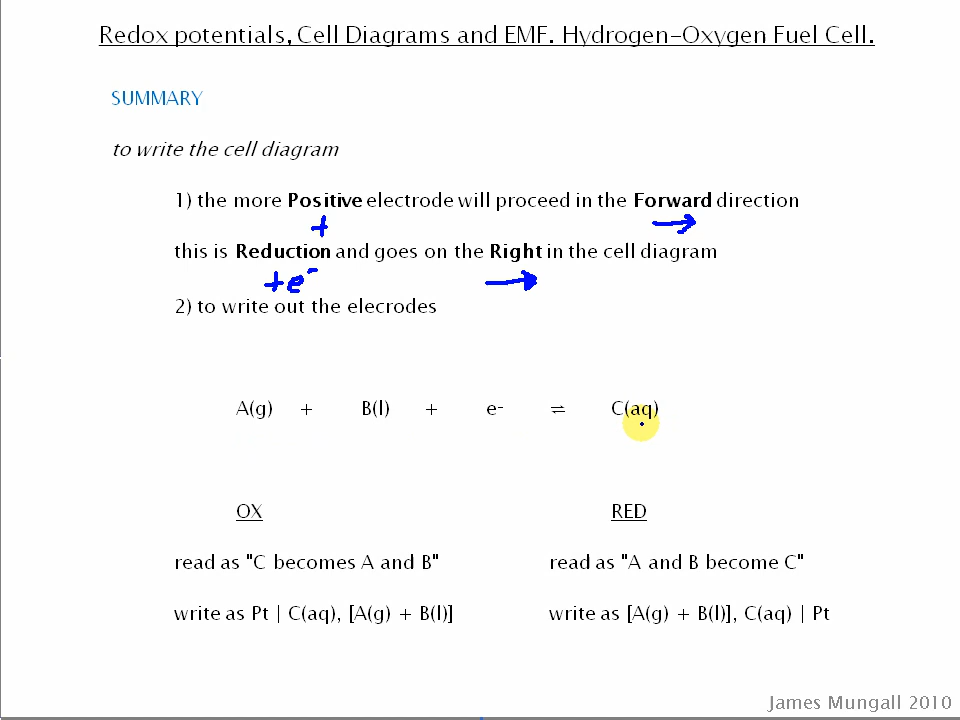 Redox potentials, Cell Diagrams and EMF. Hydrogen-Oxygen Fuel Cell.
SUMMARY
to write the cell diagram
1) the more Positive electrode will proceed in the Forward direction
+ →
this is Reduction and goes on the Right in the cell diagram
+e⁻ →
2) to write out the elecrodes
A(g) + B(l) + e⁻ ⇌ C(aq)
OX RED
read as "C becomes A and B" read as "A and B become C"
write as Pt | C(aq), [A(g) + B(l)] write as [A(g) + B(l)], C(aq) | Pt
James Mungall 2010